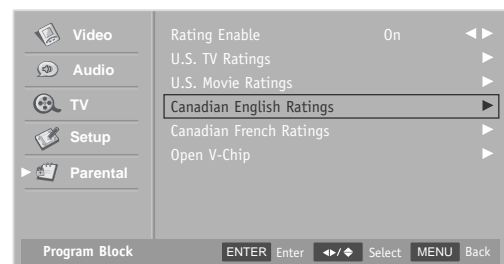 Video
Audio
TV
Setup
Parental
Rating Enable On
U.S. TV Ratings
U.S. Movie Ratings
Canadian English Ratings
Canadian French Ratings
Open V-Chip
Program Block ENTER Enter ◄►/◆ Select MENU Back